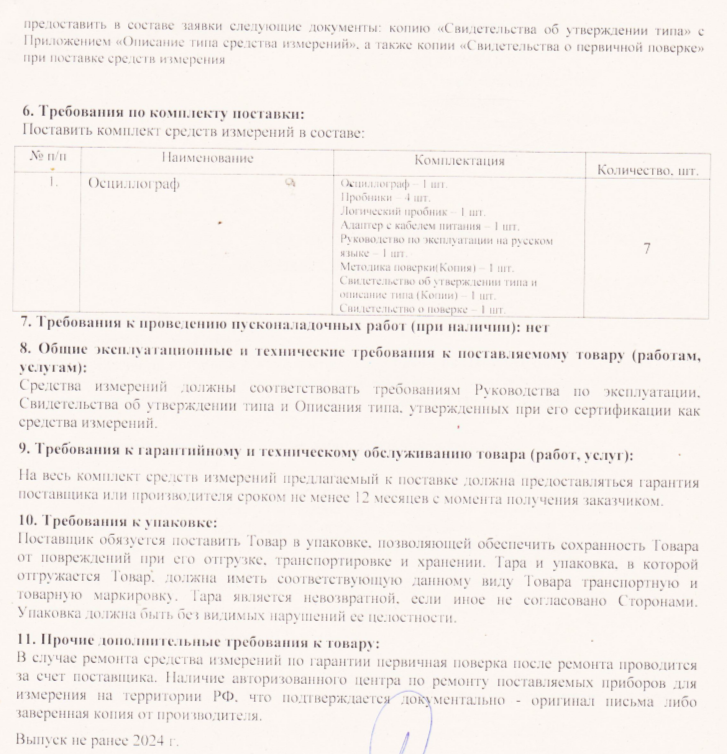 предоставить в составе заявки следующие документы: копию «Свидетельства об утверждении типа» с
Приложением «Описание типа средства измерений», а также копии «Свидетельства о первичной поверке»
при поставке средств измерения
6. Требования по комплекту поставки:
Поставить комплект средств измерений в составе:
№ п/п Наименование Комплектация Количество, шт.
1. Осциллограф
Осциллограф – 1 шт.
Пробники – 4 шт.
Логический пробник – 1 шт.
Адаптер с кабелем питания – 1 шт.
Руководство по эксплуатации на русском
языке – 1 шт.
Методика поверки(Копия) – 1 шт.
Свидетельство об утверждении типа и
описание типа (Копии) – 1 шт.
Свидетельство о поверке – 1 шт.
7
7. Требования к проведению пусконаладочных работ (при наличии): нет
8. Общие эксплуатационные и технические требования к поставляемому товару (работам,
услугам):
Средства измерений должны соответствовать требованиям Руководства по эксплуатации,
Свидетельства об утверждении типа и Описания типа, утвержденных при его сертификации как
средства измерений.
9. Требования к гарантийному и техническому обслуживанию товара (работ, услуг):
На весь комплект средств измерений предлагаемый к поставке должна предоставляться гарантия
поставщика или производителя сроком не менее 12 месяцев с момента получения заказчиком.
10. Требования к упаковке:
Поставщик обязуется поставить Товар в упаковке, позволяющей обеспечить сохранность Товара
от повреждений при его отгрузке, транспортировке и хранении. Тара и упаковка, в которой
отгружается Товар, должна иметь соответствующую данному виду Товара транспортную и
товарную маркировку. Тара является невозвратной, если иное не согласовано Сторонами.
Упаковка должна быть без видимых нарушений ее целостности.
11. Прочие дополнительные требования к товару:
В случае ремонта средства измерений по гарантии первичная поверка после ремонта проводится
за счет поставщика. Наличие авторизованного центра по ремонту поставляемых приборов для
измерения на территории РФ, что подтверждается документально - оригинал письма либо
заверенная копия от производителя.
Выпуск не ранее 2024 г.